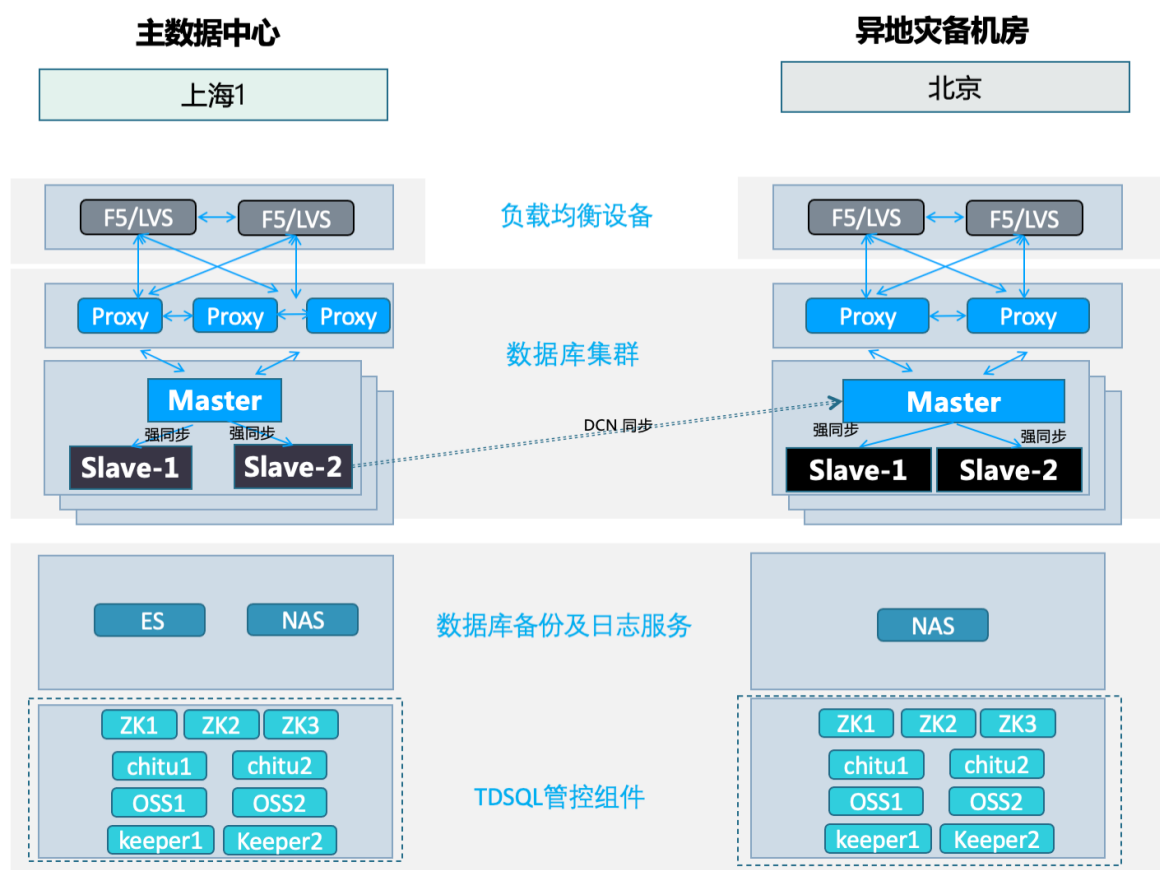 主数据中心
异地灾备机房
上海1
北京
F5/LVS F5/LVS
负载均衡设备
F5/LVS F5/LVS
Proxy Proxy Proxy
Proxy Proxy
数据库集群
Master
强同步 强同步
Slave-1 Slave-2
DCN 同步
Master
强同步 强同步
Slave-1 Slave-2
ES NAS
数据库备份及日志服务
NAS
ZK1 ZK2 ZK3
chitu1 chitu2
OSS1 OSS2
keeper1 Keeper2
TDSQL管控组件
ZK1 ZK2 ZK3
chitu1 chitu2
OSS1 OSS2
keeper1 Keeper2